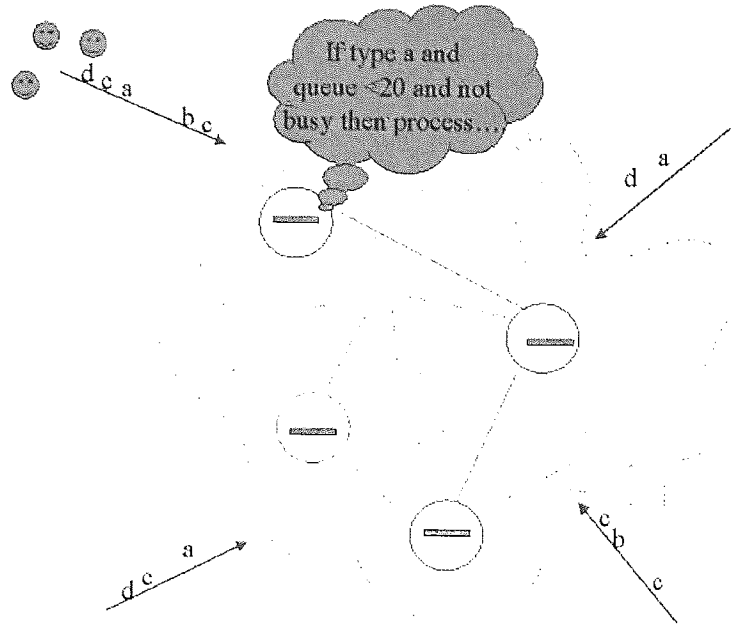 If type a and
queue <20 and not
busy then process…
d c a
b c
a
d
a
d c
c
b
c